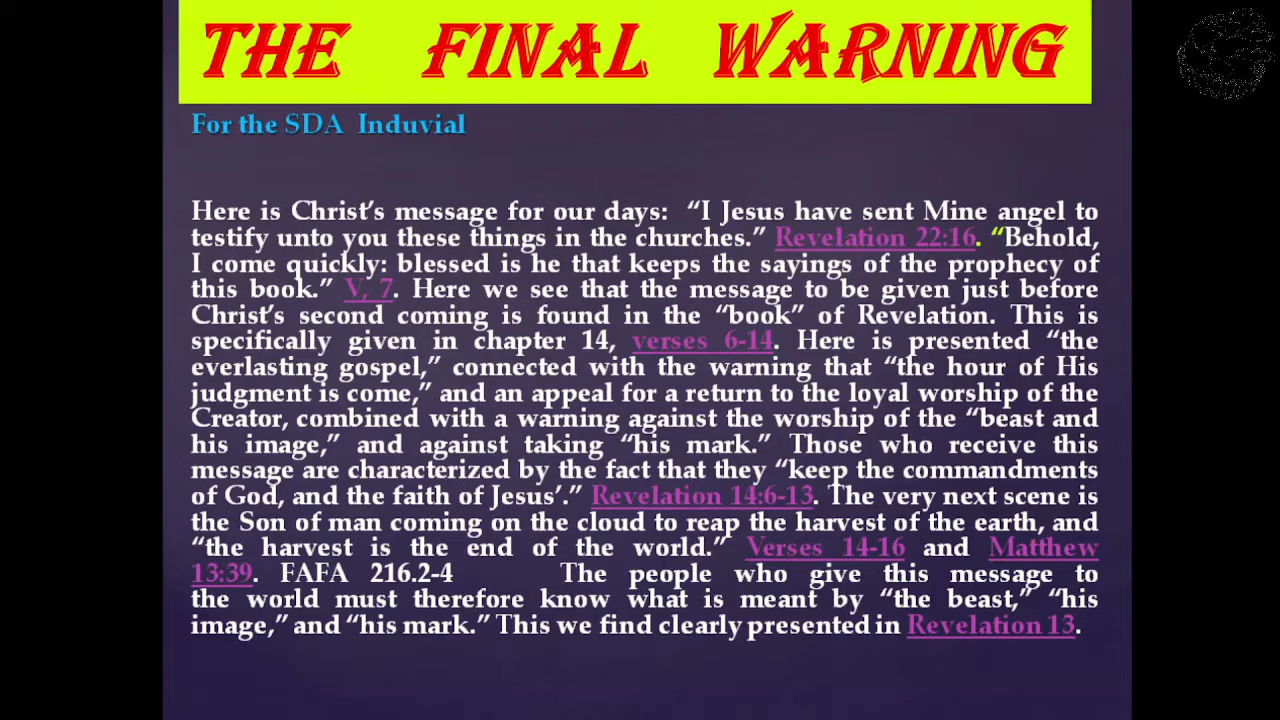 THE FINAL WARNING
For the SDA Induvial
Here is Christ’s message for our days: “I Jesus have sent Mine angel to
testify unto you these things in the churches.” Revelation 22:16. “Behold,
I come quickly: blessed is he that keeps the sayings of the prophecy of
this book.” V, 7. Here we see that the message to be given just before
Christ’s second coming is found in the “book” of Revelation. This is
specifically given in chapter 14, verses 6-14. Here is presented “the
everlasting gospel,” connected with the warning that “the hour of His
judgment is come,” and an appeal for a return to the loyal worship of the
Creator, combined with a warning against the worship of the “beast and
his image,” and against taking “his mark.” Those who receive this
message are characterized by the fact that they “keep the commandments
of God, and the faith of Jesus’.” Revelation 14:6-13. The very next scene is
the Son of man coming on the cloud to reap the harvest of the earth, and
“the harvest is the end of the world.” Verses 14-16 and Matthew
13:39. FAFA 216.2-4 The people who give this message to
the world must therefore know what is meant by “the beast,” “his
image,” and “his mark.” This we find clearly presented in Revelation 13.